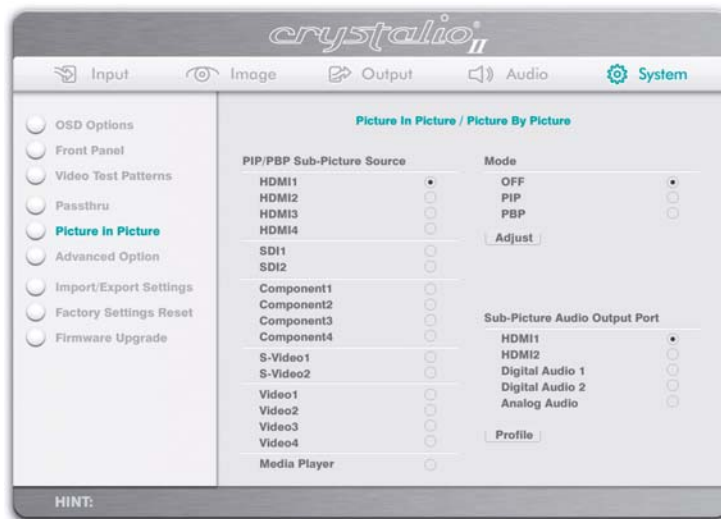 crystalio® II
Input
Image
Output
Audio
System
OSD Options
Front Panel
Video Test Patterns
Passthru
Picture in Picture
Advanced Option
Import/Export Settings
Factory Settings Reset
Firmware Upgrade
Picture In Picture / Picture By Picture
PIP/PBP Sub-Picture Source
HDMI1
HDMI2
HDMI3
HDMI4
SDI1
SDI2
Component1
Component2
Component3
Component4
S-Video1
S-Video2
Video1
Video2
Video3
Video4
Media Player
Mode
OFF
PIP
PBP
Adjust
Sub-Picture Audio Output Port
HDMI1
HDMI2
Digital Audio 1
Digital Audio 2
Analog Audio
Profile
HINT: